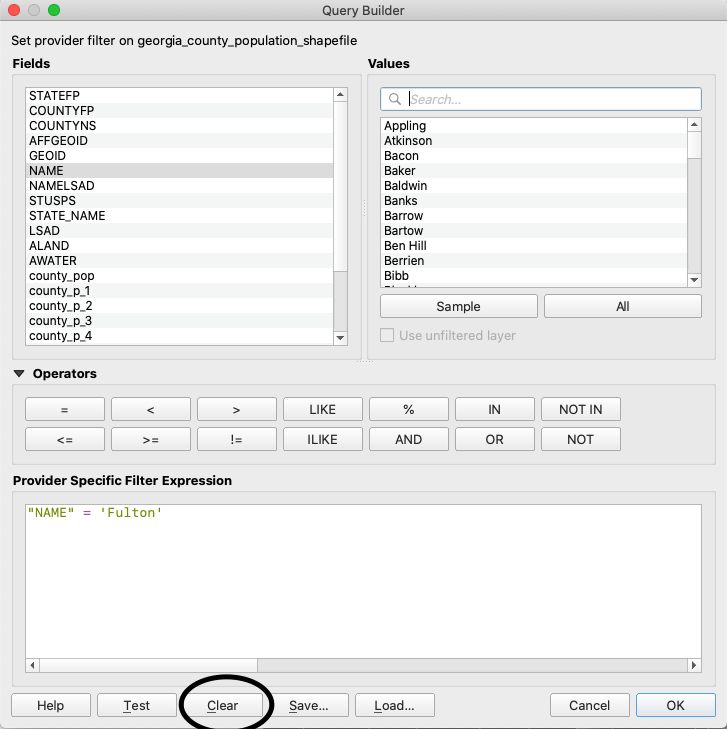 Query Builder
Set provider filter on georgia_county_population_shapefile
Fields
STATEFP
COUNTYFP
COUNTYNS
AFFGEOID
GEOID
NAME
NAMELSAD
STUSPS
STATE_NAME
LSAD
ALAND
AWATER
county_pop
county_p_1
county_p_2
county_p_3
county_p_4
Values
Search...
Appling
Atkinson
Bacon
Baker
Baldwin
Banks
Barrow
Bartow
Ben Hill
Berrien
Bibb
Sample All
Use unfiltered layer
Operators
= < > LIKE % IN NOT IN
<= >= != ILIKE AND OR NOT
Provider Specific Filter Expression
"NAME" = 'Fulton'
Help Test Clear Save... Load... Cancel OK